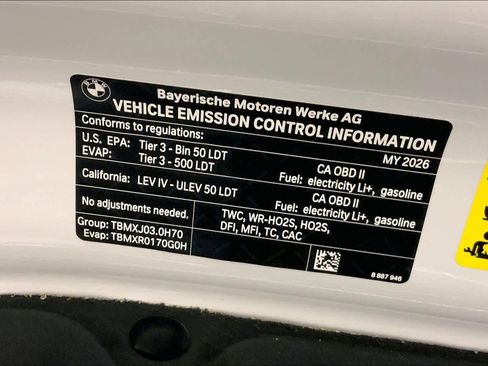 BMW
Bayerische Motoren Werke AG
VEHICLE EMISSION CONTROL INFORMATION
Conforms to regulations: MY 2026
U.S. EPA: Tier 3 - Bin 50 LDT CA OBD II
EVAP: Tier 3 - 500 LDT Fuel: electricity Li+, gasoline
California: LEV IV - ULEV 50 LDT CA OBD II
Fuel: electricity Li+, gasoline
No adjustments needed.
Group: TBMXJ03.0H70
Evap: TBMXR0170G0H
TWC, WR-HO2S, HO2S,
DFI, MFI, TC, CAC
8 887 946